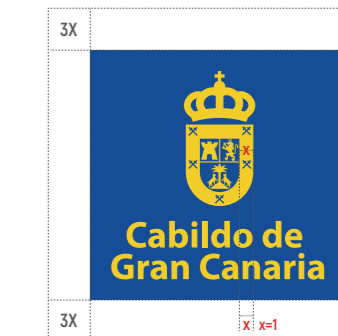 3X
x
Cabildo de
Gran Canaria
3X
x x=1